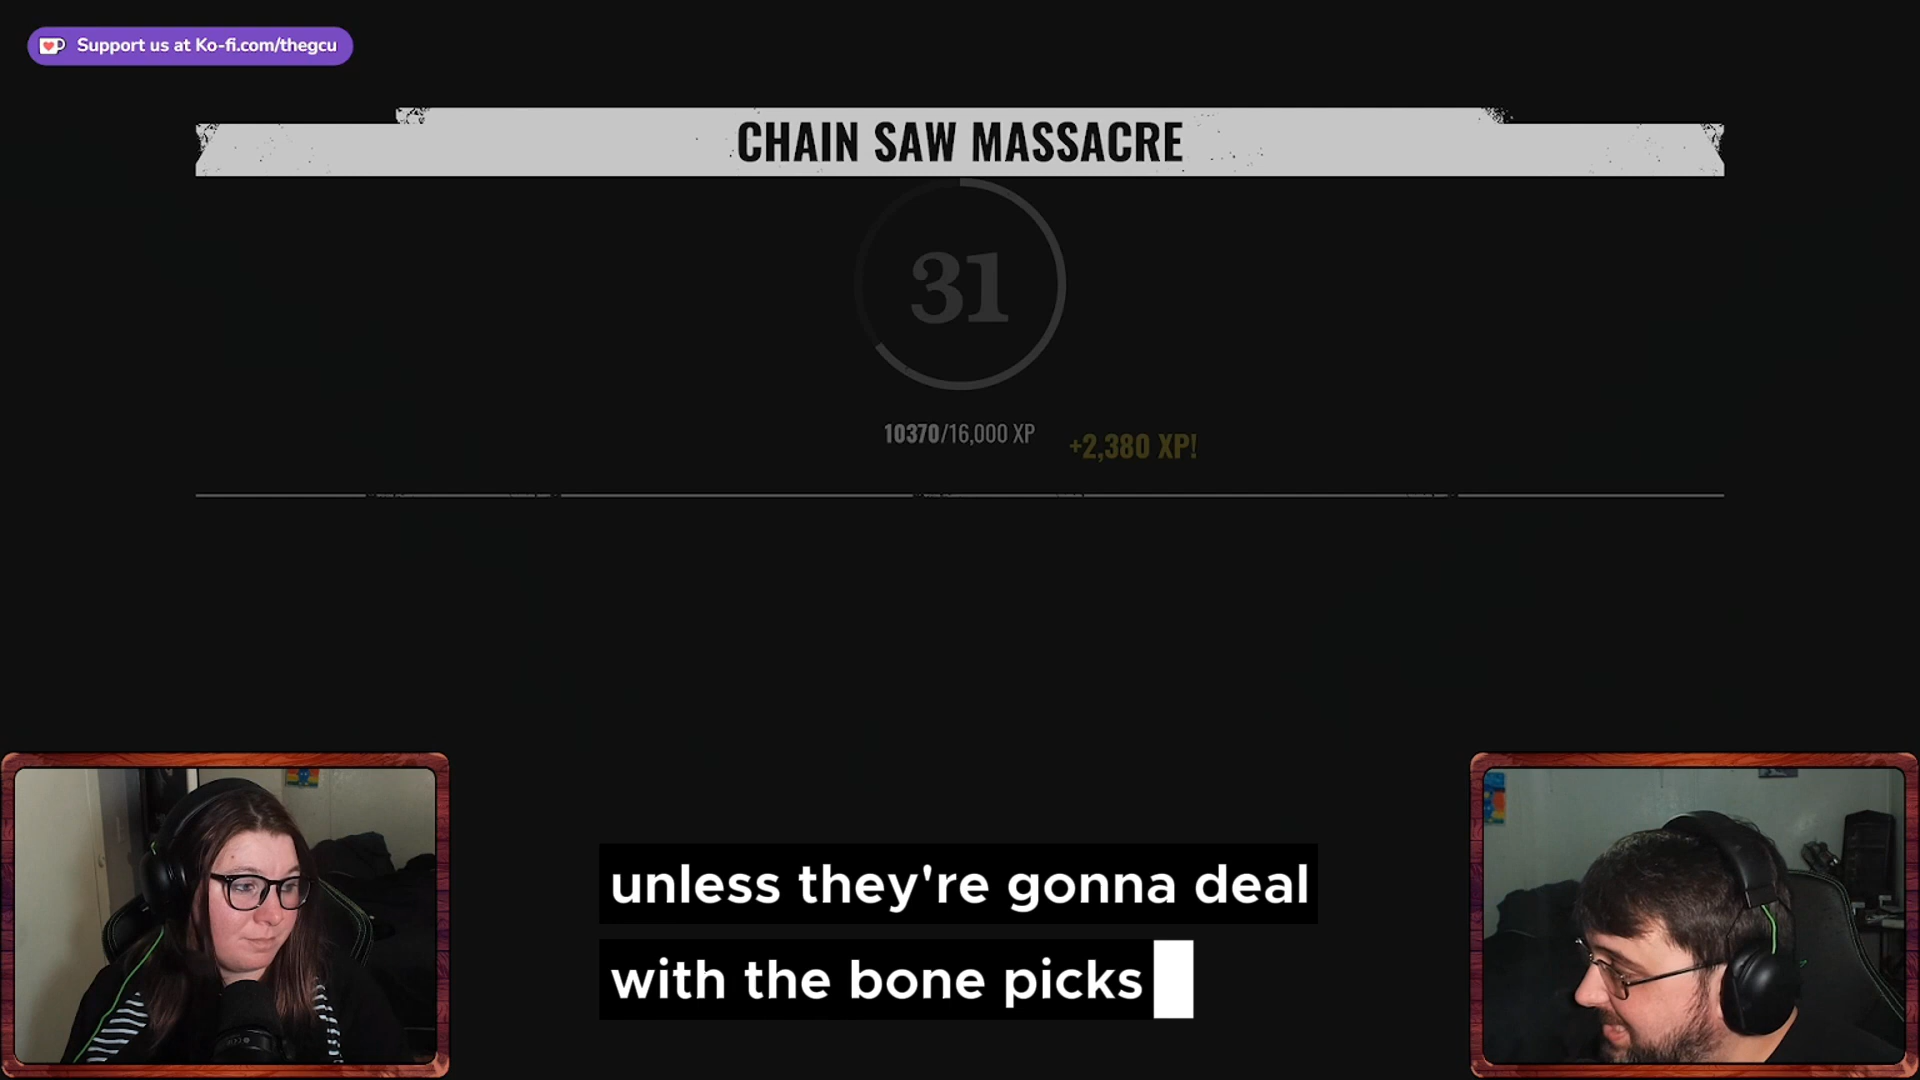 Support us at Ko-fi.com/thegcu
CHAIN SAW MASSACRE
31
10370/16,000 XP
+2,380 XP!
unless they're gonna deal
with the bone picks